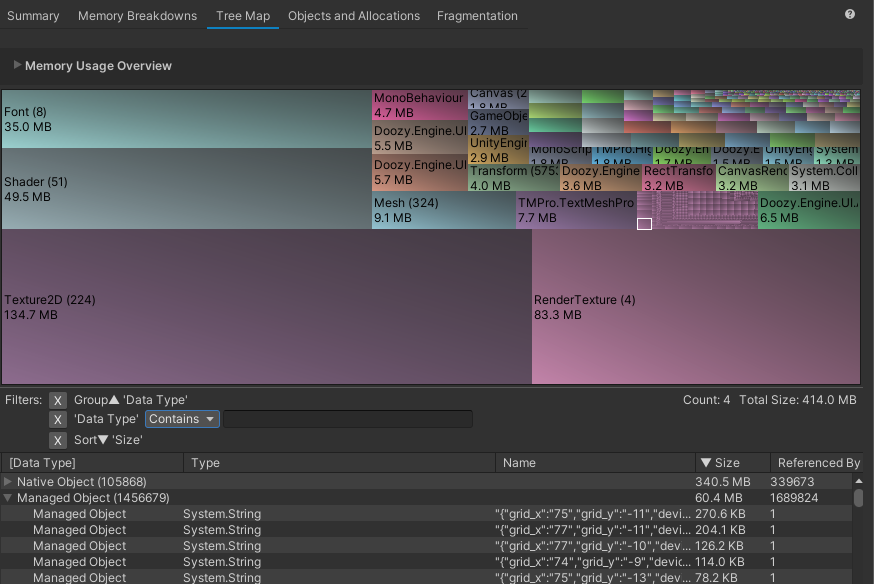 Summary Memory Breakdowns Tree Map Objects and Allocations Fragmentation
Memory Usage Overview
Font (8)
35.0 MB
Shader (51)
49.5 MB
Texture2D (224)
134.7 MB
MonoBehaviour
4.7 MB
Doozy.Engine.UI
5.5 MB
Doozy.Engine.UI
5.7 MB
Mesh (324)
9.1 MB
Canvas (2
1.8 MB
GameObje
2.7 MB
UnityEngin
2.9 MB
Transform (575
4.0 MB
TMPro.TextMeshPro
7.7 MB
MonoScrip
1.8 MB
TMPro.Hig
1.8 MB
Doozy.En
1.7 MB
Doozy.E
1.5 MB
UnityEng
1.5 MB
System
1.3 MB
Doozy.Engine
3.6 MB
RectTransfo
3.2 MB
CanvasRend
3.2 MB
System.Coll
3.1 MB
Doozy.Engine.UI.
6.5 MB
RenderTexture (4)
83.3 MB
Filters: X Group▲ 'Data Type' Count: 4 Total Size: 414.0 MB
X 'Data Type' Contains
X Sort▼ 'Size'
[Data Type] Type Name ▼ Size Referenced By
Native Object (105868) 340.5 MB 339673
Managed Object (1456679) 60.4 MB 1689824
Managed Object System.String "{"grid_x":"75","grid_y":"-11","devi... 270.6 KB 1
Managed Object System.String "{"grid_x":"77","grid_y":"-11","devi... 204.1 KB 1
Managed Object System.String "{"grid_x":"77","grid_y":"-10","dev... 126.2 KB 1
Managed Object System.String "{"grid_x":"74","grid_y":"-9","devic... 114.0 KB 1
Managed Object System.String "{"grid_x":"75","grid_y":"-13","dev... 78.2 KB 1